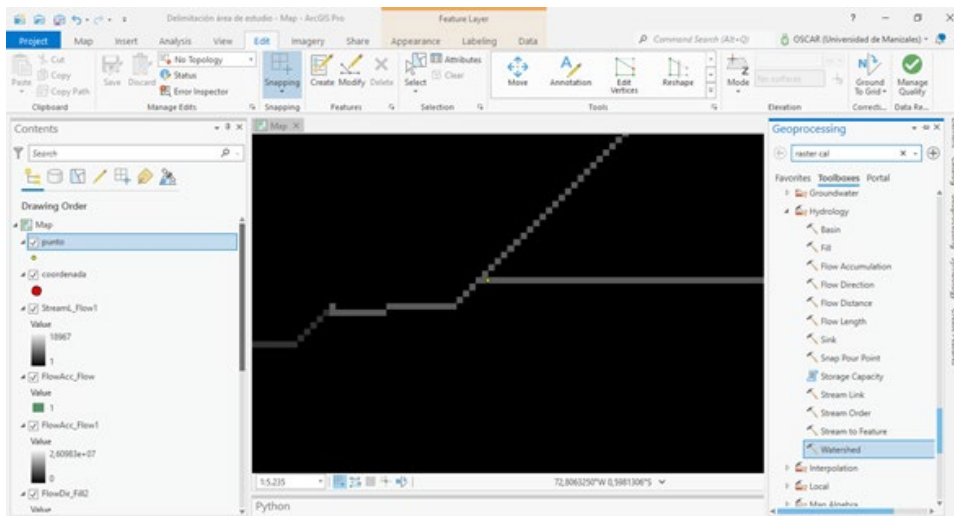 Delimitación área de estudio - Map - ArcGIS Pro
Feature Layer
?
Project Map Insert Analysis View Edit Imagery Share Appearance Labeling Data
Command Search (Alt+Q)
OSCAR (Universidad de Manizales)
Cut
Copy
Copy Path
Paste
Clipboard
Save Discard
No Topology
Status
Error Inspector
Manage Edits
Snapping
Snapping
Create Modify Delete
Features
Select
Attributes
Clear
Selection
Move
Annotation
Edit Vertices
Reshape
Tools
Mode
No surfaces
Elevation
Ground To Grid
Correcti...
Manage Quality
Data Re...
Contents
Search
Drawing Order
Map
punto
coordenada
StreamL_Flow1
Value
18967
1
FlowAcc_Flow
Value
1
FlowAcc_Flow1
Value
2,60983e+07
0
FlowDir_Fill2
Value
Map
1:5.235
72,8063250°W 0,5981306°S
Python
Geoprocessing
raster cal
Favorites Toolboxes Portal
Groundwater
Hydrology
Basin
Fill
Flow Accumulation
Flow Direction
Flow Distance
Flow Length
Sink
Snap Pour Point
Storage Capacity
Stream Link
Stream Order
Stream to Feature
Watershed
Interpolation
Local
Map Algebra